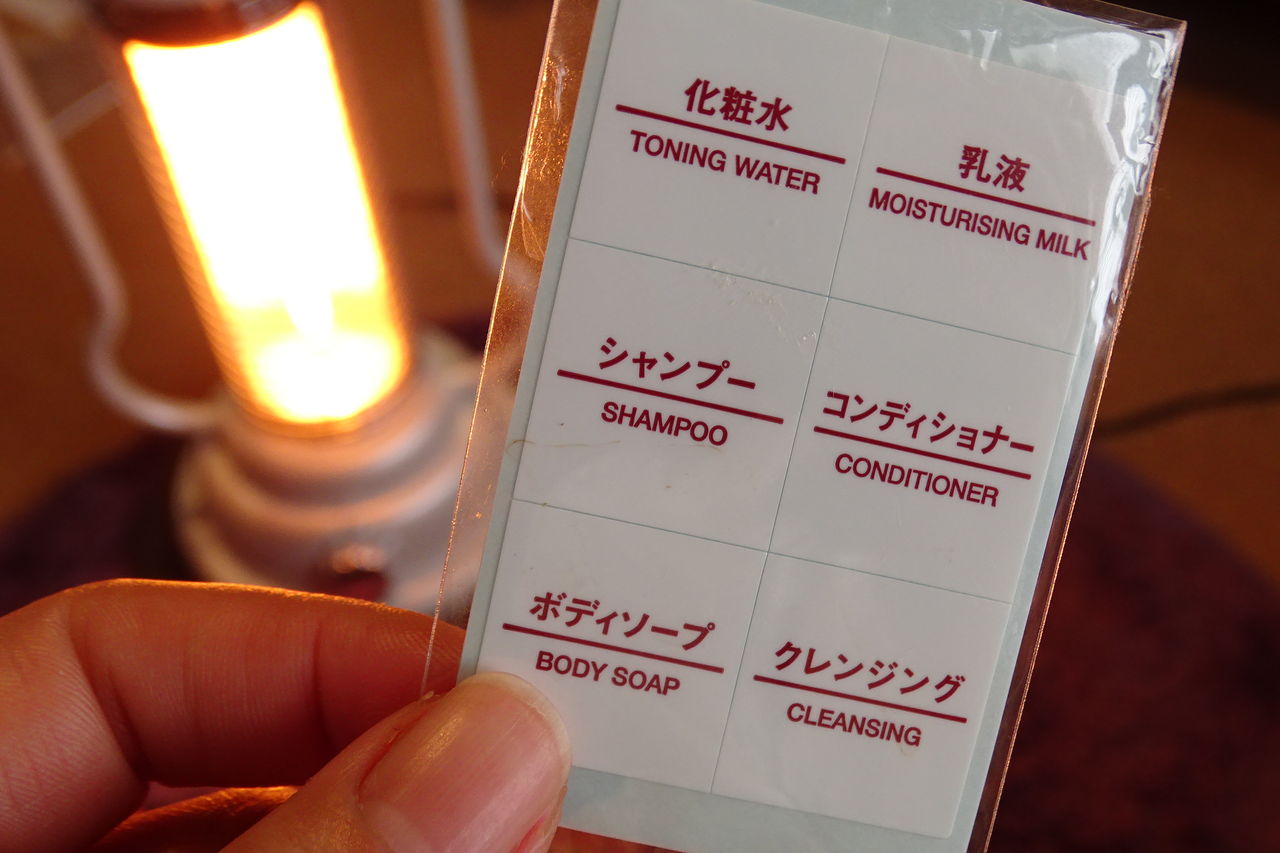 化粧水
TONING WATER
乳液
MOISTURISING MILK
シャンプー
SHAMPOO
コンディショナー
CONDITIONER
ボディソープ
BODY SOAP
クレンジング
CLEANSING